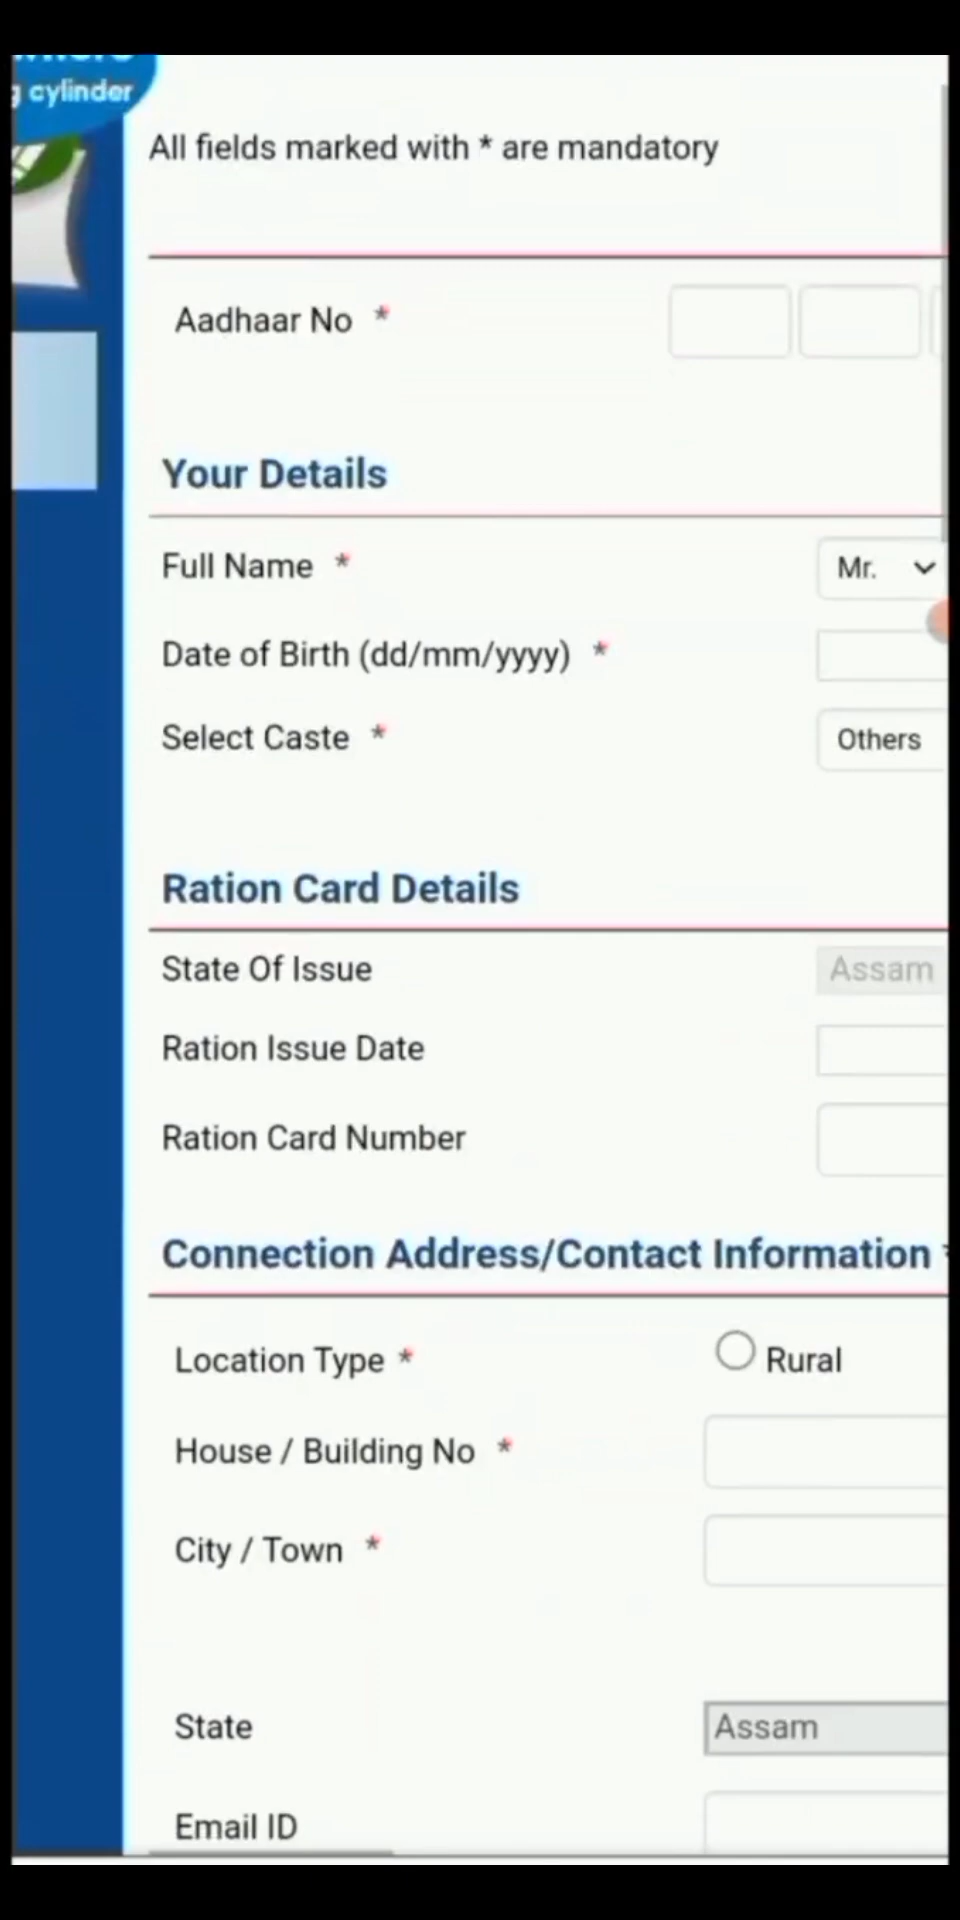 cylinder
All fields marked with * are mandatory
Aadhaar No *
Your Details
Full Name * Mr.
Date of Birth (dd/mm/yyyy) *
Select Caste * Others
Ration Card Details
State Of Issue Assam
Ration Issue Date
Ration Card Number
Connection Address/Contact Information
Location Type * Rural
House / Building No *
City / Town *
State Assam
Email ID